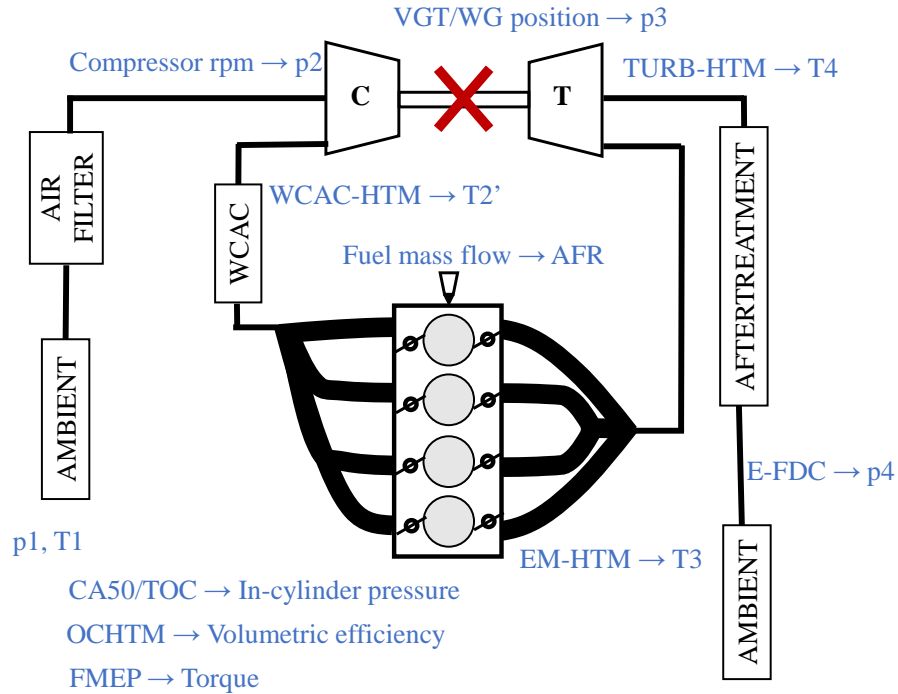 VGT/WG position → p3
Compressor rpm → p2
TURB-HTM → T4
C
T
AIR
FILTER
WCAC
WCAC-HTM → T2’
AFTERTREATMENT
Fuel mass flow → AFR
AMBIENT
E-FDC → p4
p1, T1
EM-HTM → T3
AMBIENT
CA50/TOC → In-cylinder pressure
OCHTM → Volumetric efficiency
FMEP → Torque